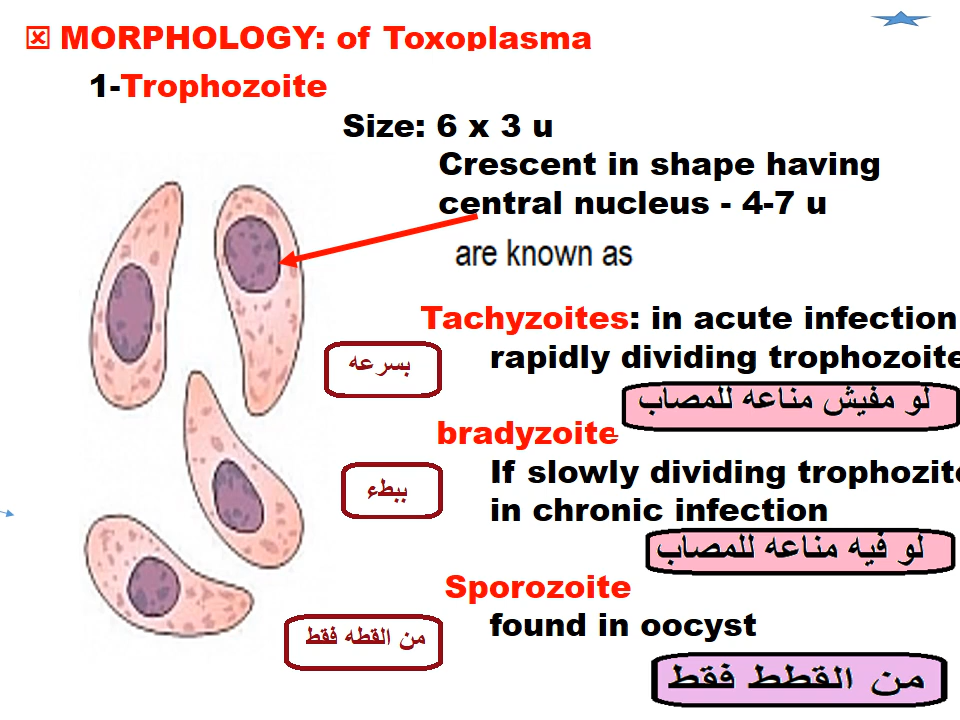 MORPHOLOGY: of Toxoplasma
1-Trophozoite
Size: 6 x 3 u
Crescent in shape having
central nucleus - 4-7 u
are known as
Tachyzoites: in acute infection
rapidly dividing trophozoite
بسرعه
لو مفيش مناعه للمصاب
bradyzoite
If slowly dividing trophozite
ببطء
in chronic infection
لو فيه مناعه للمصاب
Sporozoite
found in oocyst
من القطه فقط
من القطط فقط